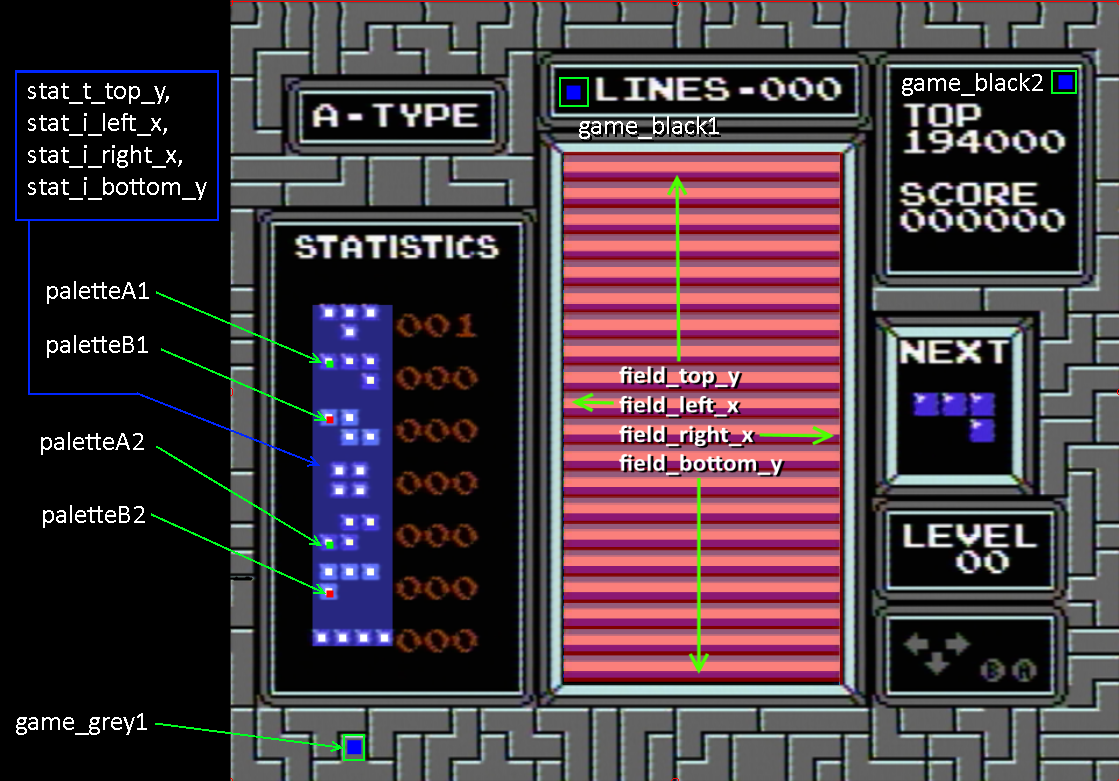 stat_t_top_y,
stat_i_left_x,
stat_i_right_x,
stat_i_bottom_y
paletteA1
paletteB1
paletteA2
paletteB2
game_grey1
A-TYPE
STATISTICS
001
000
000
000
000
000
000
LINES-000
game_black1
field_top_y
field_left_x
field_right_x
field_bottom_y
game_black2
TOP
194000
SCORE
000000
NEXT
LEVEL
00
B A